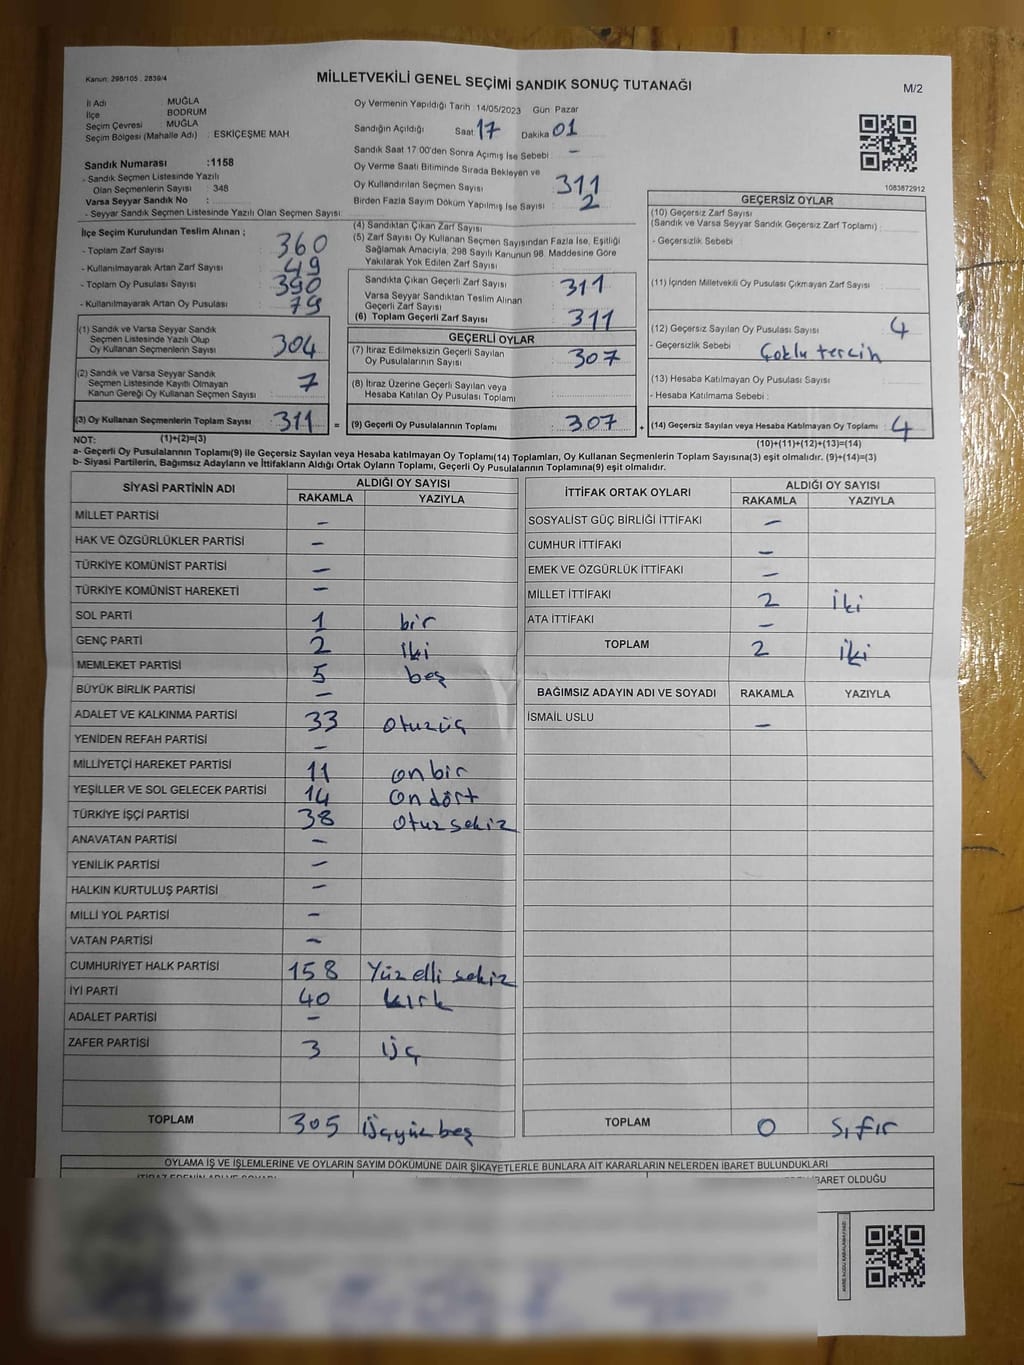 Kanun: 298/105 . 2839/4
MİLLETVEKİLİ GENEL SEÇİMİ SANDIK SONUÇ TUTANAĞI
M/2
İl Adı : MUĞLA
İlçe BODRUM
Seçim Çevresi : MUĞLA
Seçim Bölgesi (Mahalle Adı) : ESKİÇEŞME MAH.
Sandık Numarası :1158
- Sandık Seçmen Listesinde Yazılı
Olan Seçmenlerin Sayısı : 348
Varsa Seyyar Sandık No :
- Seyyar Sandık Seçmen Listesinde Yazılı Olan Seçmen Sayısı:
Oy Vermenin Yapıldığı Tarih : 14/05/2023 Gün: Pazar
Sandığın Açıldığı Saat 17 Dakika 01
Sandık Saat 17:00'den Sonra Açımış İse Sebebi : -
Oy Verme Saati Bitiminde Sırada Bekleyen ve
Oy Kullandırılan Seçmen Sayısı 311
Birden Fazla Sayım Döküm Yapılmış İse Sayısı : 2
1083872912
İlçe Seçim Kurulundan Teslim Alınan ;
- Toplam Zarf Sayısı : 360
- Kullanılmayarak Artan Zarf Sayısı : 49
- Toplam Oy Pusulası Sayısı : 390
- Kullanılmayarak Artan Oy Pusulası : 79
(1) Sandık ve Varsa Seyyar Sandık
Seçmen Listesinde Yazılı Olup
Oy Kullanan Seçmenlerin Sayısı : 304
(2) Sandık ve Varsa Seyyar Sandık
Seçmen Listesinde Kayıtlı Olmayan
Kanun Gereği Oy Kullanan Seçmen Sayısı : 7
(3) Oy Kullanan Seçmenlerin Toplam Sayısı : 311 =
(4) Sandıktan Çıkan Zarf Sayısı :
(5) Zarf Sayısı Oy Kullanan Seçmen Sayısından Fazla İse, Eşitliği
Sağlamak Amacıyla, 298 Sayılı Kanunun 98. Maddesine Göre
Yakılarak Yok Edilen Zarf Sayısı :
Sandıkta Çıkan Geçerli Zarf Sayısı : 311
Varsa Seyyar Sandıktan Teslim Alınan
Geçerli Zarf Sayısı :
(6) Toplam Geçerli Zarf Sayısı : 311
GEÇERLİ OYLAR
(7) İtiraz Edilmeksizin Geçerli Sayılan
Oy Pusulalarının Sayısı : 307
(8) İtiraz Üzerine Geçerli Sayılan veya
Hesaba Katılan Oy Pusulası Toplamı :
(9) Geçerli Oy Pusulalarının Toplamı : 307 +
GEÇERSİZ OYLAR
(10) Geçersiz Zarf Sayısı
(Sandık ve Varsa Seyyar Sandık Geçersiz Zarf Toplamı) :
- Geçersizlik Sebebi :
(11) İçinden Milletvekili Oy Pusulası Çıkmayan Zarf Sayısı :
(12) Geçersiz Sayılan Oy Pusulası Sayısı : 4
- Geçersizlik Sebebi : Çoklu tercih
(13) Hesaba Katılmayan Oy Pusulası Sayısı :
- Hesaba Katılmama Sebebi :
(14) Geçersiz Sayılan veya Hesaba Katılmayan Oy Toplamı : 4
NOT: (1)+(2)=(3) (10)+(11)+(12)+(13)=(14)
a- Geçerli Oy Pusulalarının Toplamı(9) ile Geçersiz Sayılan veya Hesaba katılmayan Oy Toplamı(14) Toplamları, Oy Kullanan Seçmenlerin Toplam Sayısına(3) eşit olmalıdır. (9)+(14)=(3)
b- Siyasi Partilerin, Bağımsız Adayların ve İttifakların Aldığı Ortak Oyların Toplamı, Geçerli Oy Pusulalarının Toplamına(9) eşit olmalıdır.
SİYASİ PARTİNİN ADI ALDIĞI OY SAYISI
RAKAMLA YAZIYLA
MİLLET PARTİSİ -
HAK VE ÖZGÜRLÜKLER PARTİSİ -
TÜRKİYE KOMÜNİST PARTİSİ -
TÜRKİYE KOMÜNİST HAREKETİ -
SOL PARTİ 1 bir
GENÇ PARTİ 2 iki
MEMLEKET PARTİSİ 5 beş
BÜYÜK BİRLİK PARTİSİ -
ADALET VE KALKINMA PARTİSİ 33 otuzüç
YENİDEN REFAH PARTİSİ -
MİLLİYETÇİ HAREKET PARTİSİ 11 onbir
YEŞİLLER VE SOL GELECEK PARTİSİ 14 ondört
TÜRKİYE İŞÇİ PARTİSİ 38 otuzsekiz
ANAVATAN PARTİSİ -
YENİLİK PARTİSİ -
HALKIN KURTULUŞ PARTİSİ -
MİLLİ YOL PARTİSİ -
VATAN PARTİSİ -
CUMHURİYET HALK PARTİSİ 158 Yüz elli sekiz
İYİ PARTİ 40 kırk
ADALET PARTİSİ -
ZAFER PARTİSİ 3 üç
TOPLAM 305 üçyüz beş
İTTİFAK ORTAK OYLARI ALDIĞI OY SAYISI
RAKAMLA YAZIYLA
SOSYALİST GÜÇ BİRLİĞİ İTTİFAKI -
CUMHUR İTTİFAKI -
EMEK VE ÖZGÜRLÜK İTTİFAKI -
MİLLET İTTİFAKI 2 iki
ATA İTTİFAKI -
TOPLAM 2 iki
BAĞIMSIZ ADAYIN ADI VE SOYADI RAKAMLA YAZIYLA
İSMAİL USLU -
TOPLAM 0 sıfır
OYLAMA İŞ VE İŞLEMLERİNE VE OYLARIN SAYIM DÖKÜMÜNE DAİR ŞİKAYETLERLE BUNLARA AİT KARARLARIN NELERDEN İBARET BULUNDUKLARI
BARET OLDUĞU